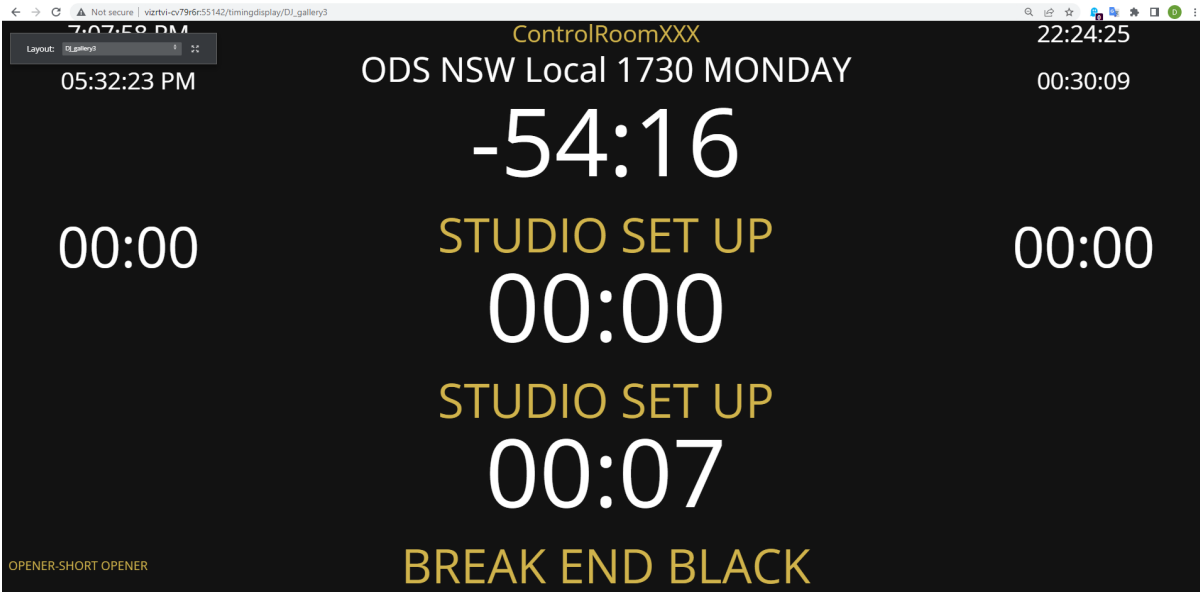 Not secure | vizrtvi-cv79r6r:55142/timingdisplay/DJ_gallery3
D
7:07:58 PM
ControlRoomXXX
22:24:25
Layout: DJ_gallery3
05:32:23 PM
ODS NSW Local 1730 MONDAY
00:30:09
-54:16
STUDIO SET UP
00:00
00:00
00:00
STUDIO SET UP
00:07
OPENER-SHORT OPENER
BREAK END BLACK